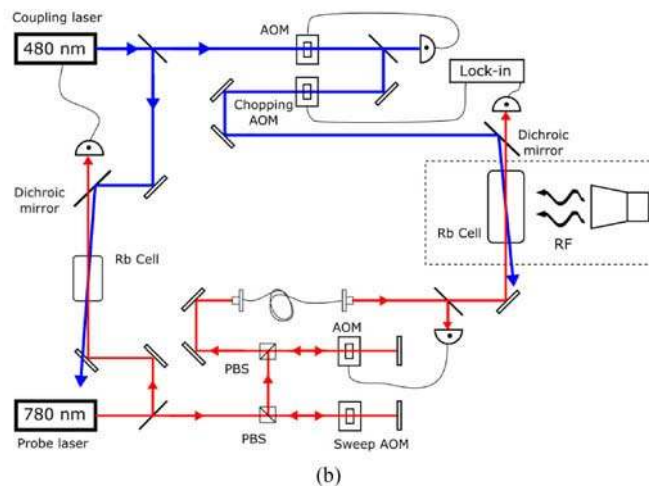 Coupling laser
480 nm
AOM
Lock-in
Chopping
AOM
Dichroic
mirror
Dichroic
mirror
Rb Cell
RF
Rb Cell
AOM
PBS
780 nm
PBS
Sweep AOM
Probe laser
(b)